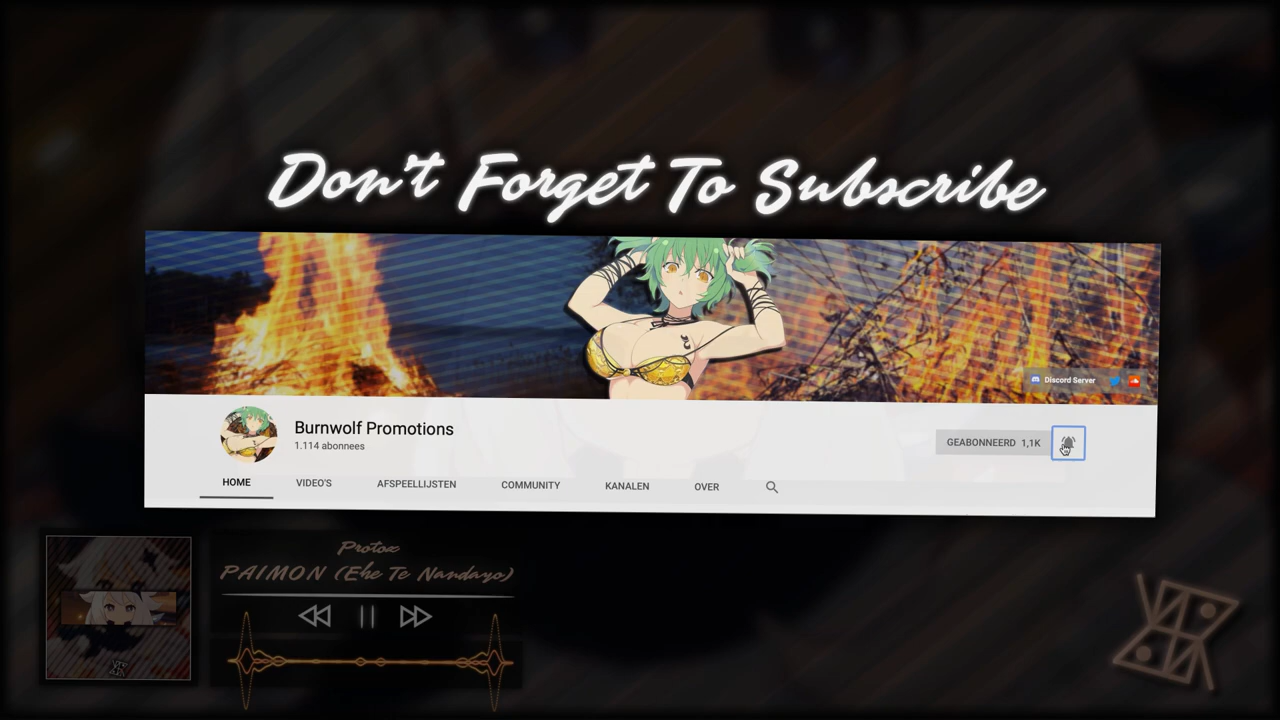 Don't Forget To Subscribe
Discord Server
Burnwolf Promotions
1.114 abonnees
GEABONNEERD 1,1K
HOME VIDEO'S AFSPEELLIJSTEN COMMUNITY KANALEN OVER
Protox
PAIMON (Ehe Te Nandayo)